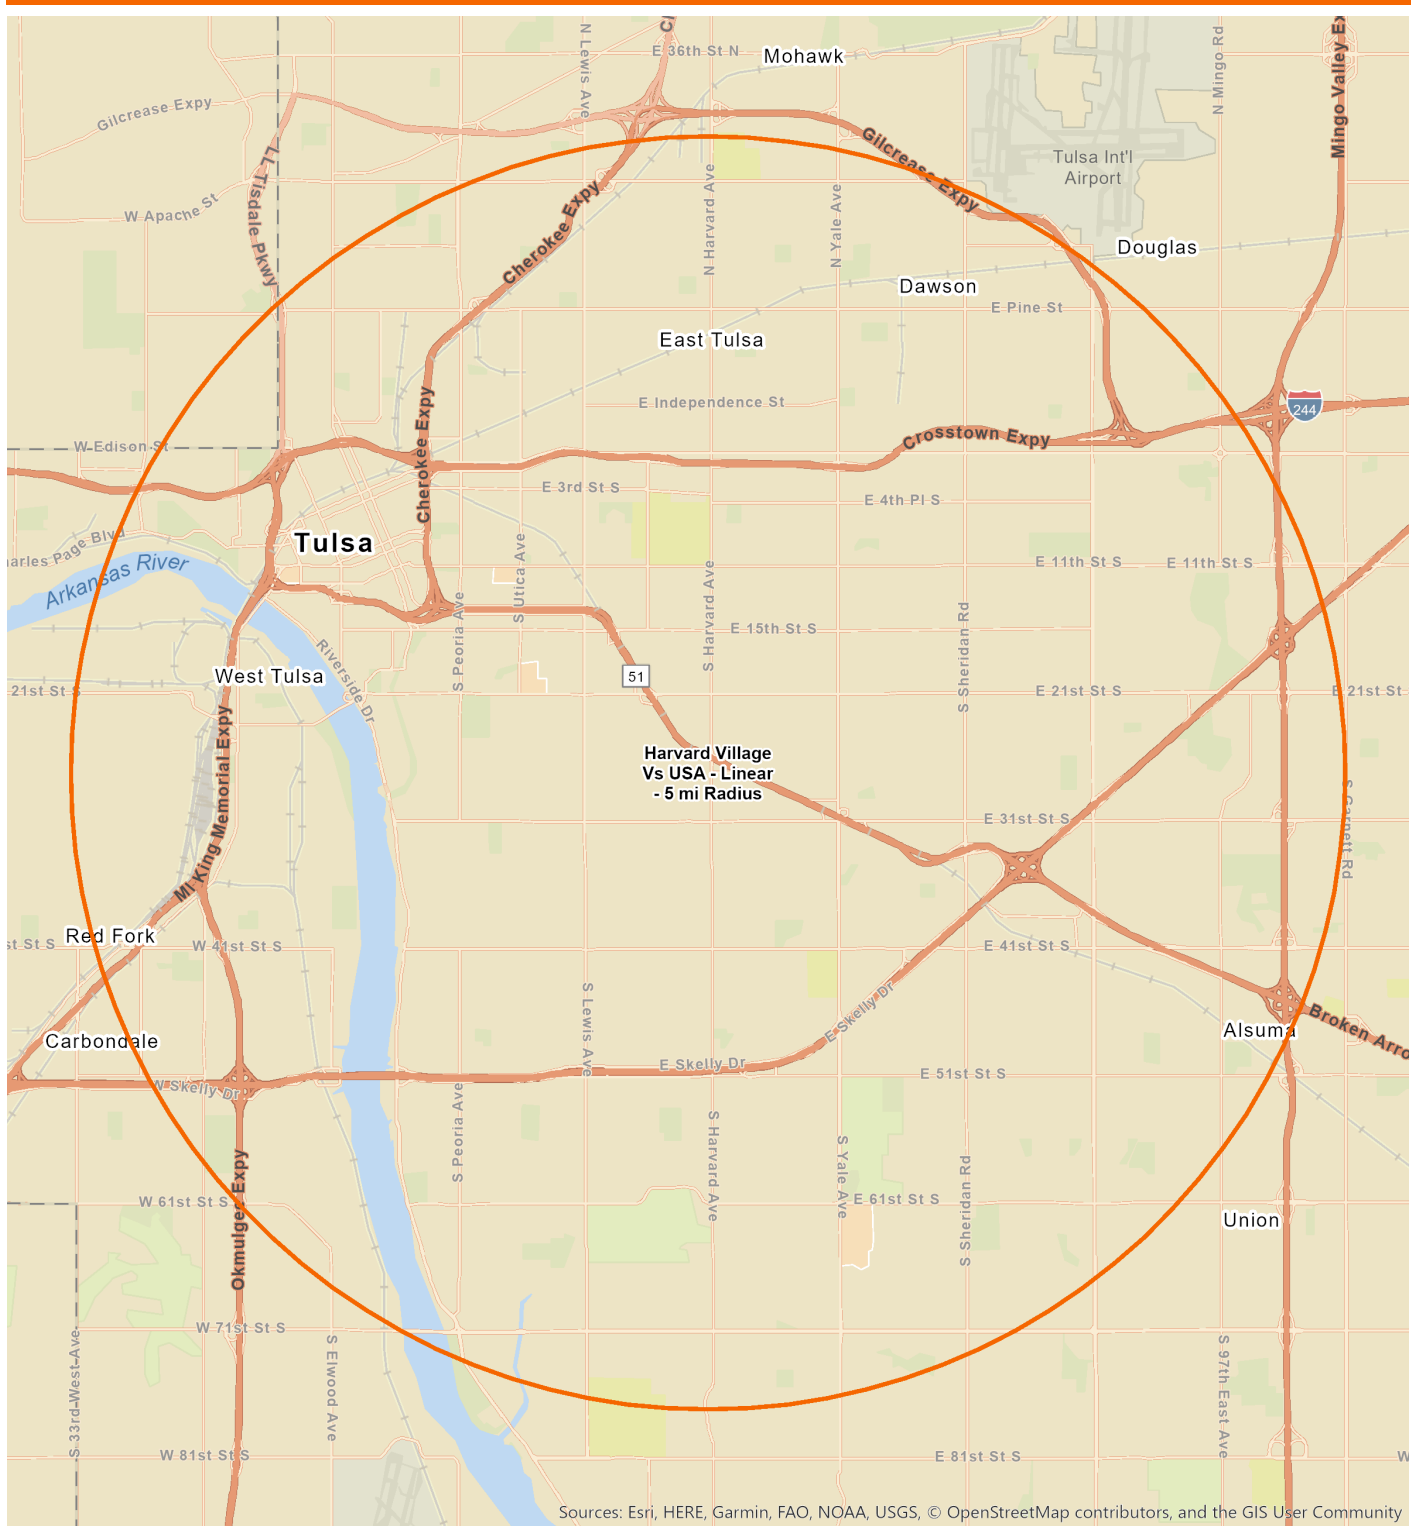 E 36th St N
Mohawk
N Lewis Ave
N Mingo Rd
Mingo Valley Ex
Gilcrease Expy
Gilcrease Expy
Tulsa Int'l
Airport
LL Tisdale Pkwy
W Apache St
Cherokee Expy
N Harvard Ave
N Yale Ave
Douglas
Dawson
E Pine St
East Tulsa
E Independence St
244
Crosstown Expy
W Edison St
Cherokee Expy
E 3rd St S
E 4th Pl S
Tulsa
arles Page Blvd
Arkansas River
S Utica Ave
E 11th St S
E 11th St S
S Peoria Ave
S Harvard Ave
E 15th St S
S Sheridan Rd
Riverside Dr
West Tulsa
51
21st St S
E 21st St S
E 21st St
Ml King Memorial Expy
Harvard Village
Vs USA - Linear
- 5 mi Radius
E 31st St S
S Garnett Rd
Red Fork
st St S
W 41st St S
E 41st St S
S Lewis Ave
E Skelly Dr
Broken Arro
Alsuma
Carbondale
E Skelly Dr
E 51st St S
W Skelly Dr
S Peoria Ave
S Harvard Ave
S Yale Ave
S Sheridan Rd
Okmulgee Expy
W 61st St S
E 61st St S
Union
W 71st St S
S 33rd West Ave
S Elwood Ave
S 97th East Ave
W 81st St S
E 81st St S
W
Sources: Esri, HERE, Garmin, FAO, NOAA, USGS, © OpenStreetMap contributors, and the GIS User Community